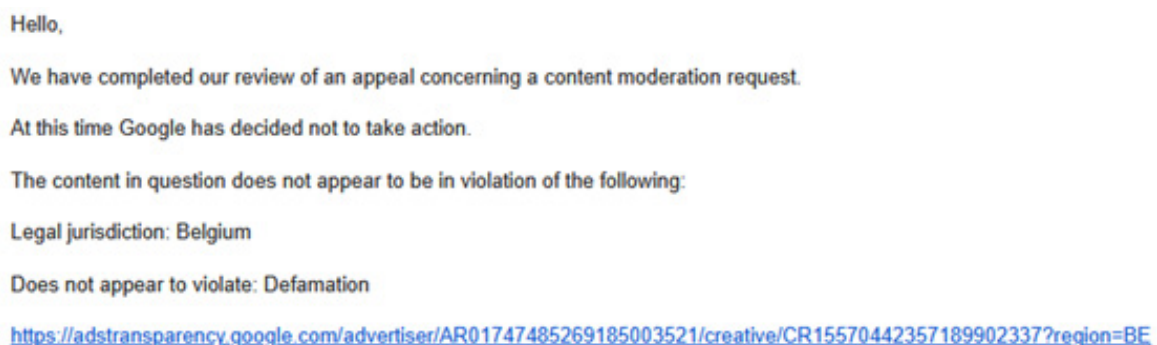 Hello,
We have completed our review of an appeal concerning a content moderation request.
At this time Google has decided not to take action.
The content in question does not appear to be in violation of the following:
Legal jurisdiction: Belgium
Does not appear to violate: Defamation
https://adstransparency.google.com/advertiser/AR01747485269185003521/creative/CR15570442357189902337?region=BE